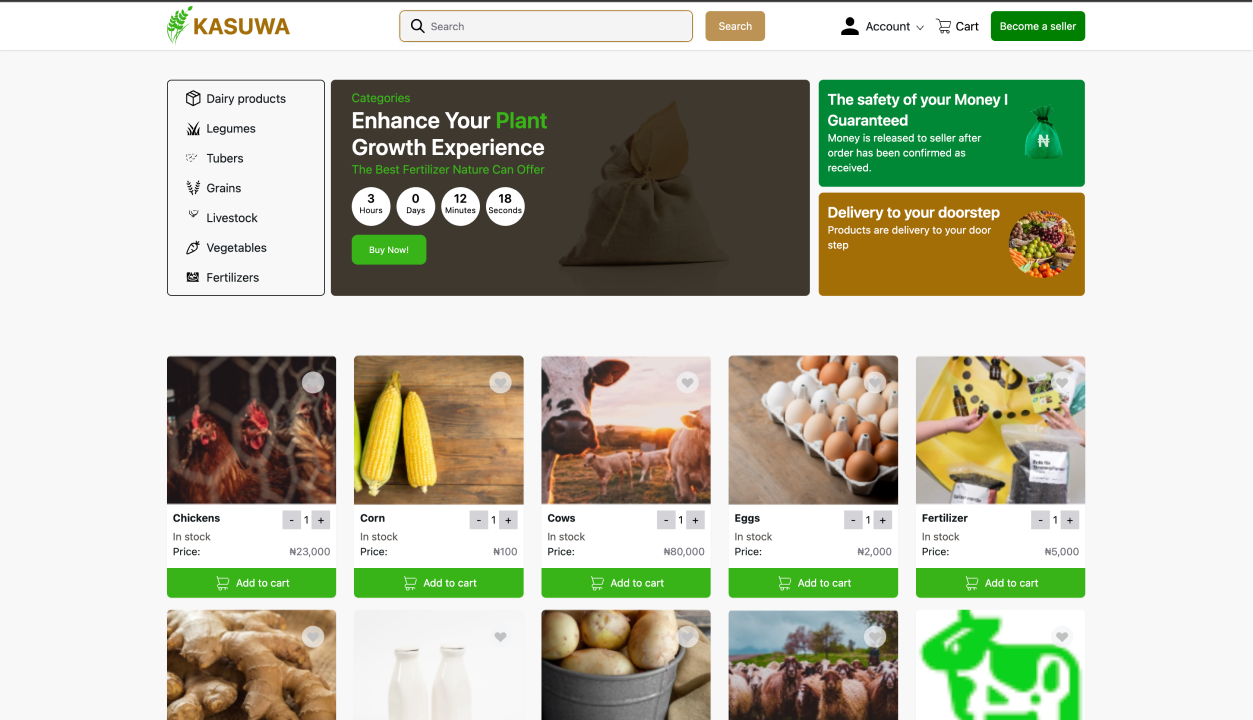 KASUWA
Search
Search
Account
Cart
Become a seller
Dairy products
Legumes
Tubers
Grains
Livestock
Vegetables
Fertilizers
Categories
Enhance Your Plant
Growth Experience
The Best Fertilizer Nature Can Offer
3 0 12 18
Hours Days Minutes Seconds
Buy Now!
The safety of your Money I
Guaranteed
Money is released to seller after
order has been confirmed as
received.
₦
Delivery to your doorstep
Products are delivery to your door
step
Chickens - 1 +
In stock
Price: ₦23,000
Add to cart
Corn - 1 +
In stock
Price: ₦100
Add to cart
Cows - 1 +
In stock
Price: ₦80,000
Add to cart
Eggs - 1 +
In stock
Price: ₦2,000
Add to cart
Fertilizer - 1 +
In stock
Price: ₦5,000
Add to cart